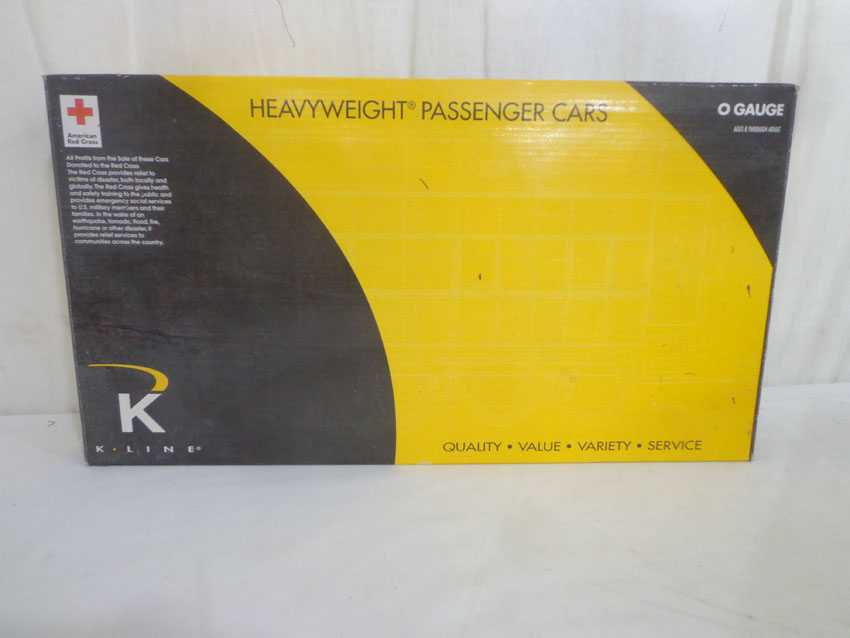 HEAVYWEIGHT® PASSENGER CARS
O GAUGE
AGES 8 THROUGH ADULT
American
Red Cross
All Profits from the Sale of these Cars
Donated to the Red Cross
The Red Cross provides relief to
victims of disaster, both locally and
globally. The Red Cross gives health
and safety training to the public and
provides emergency social services
to U.S. military members and their
families. In the wake of an
earthquake, tornado, flood, fire,
hurricane or other disaster, it
provides relief services to
communities across the country.
K
K·LINE®
QUALITY • VALUE • VARIETY • SERVICE